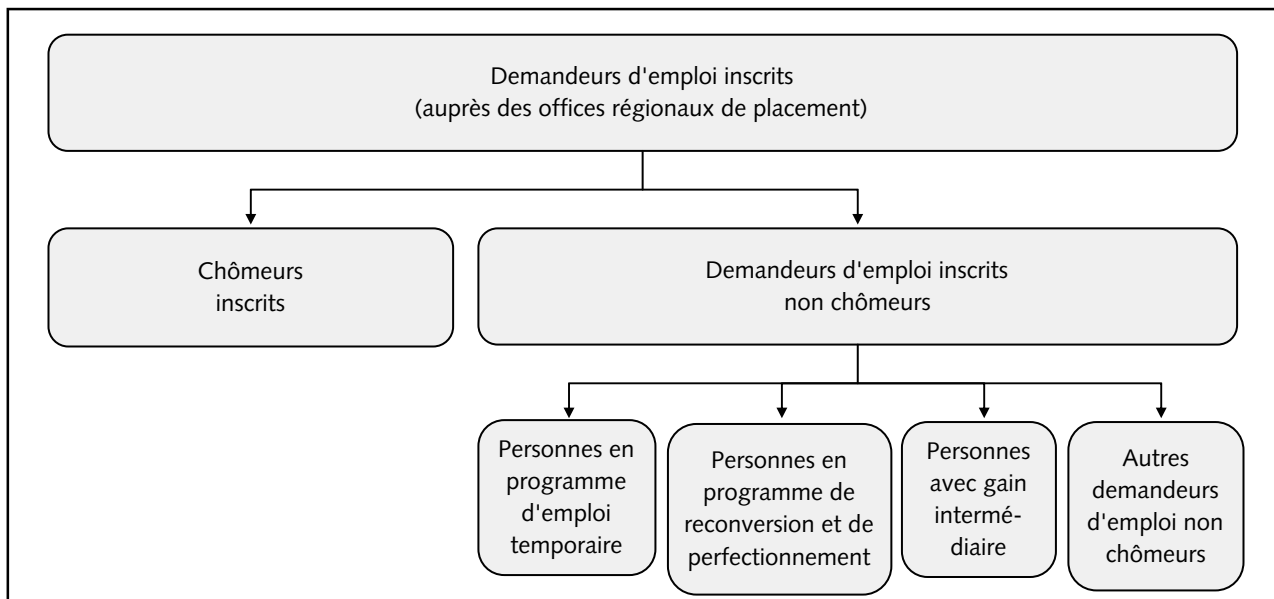 Demandeurs d'emploi inscrits
(auprès des offices régionaux de placement)
Chômeurs
inscrits
Demandeurs d'emploi inscrits
non chômeurs
Personnes en
programme
d'emploi
temporaire
Personnes en
programme de
reconversion et de
perfectionnement
Personnes
avec gain
intermé-
diaire
Autres
demandeurs
d'emploi non
chômeurs